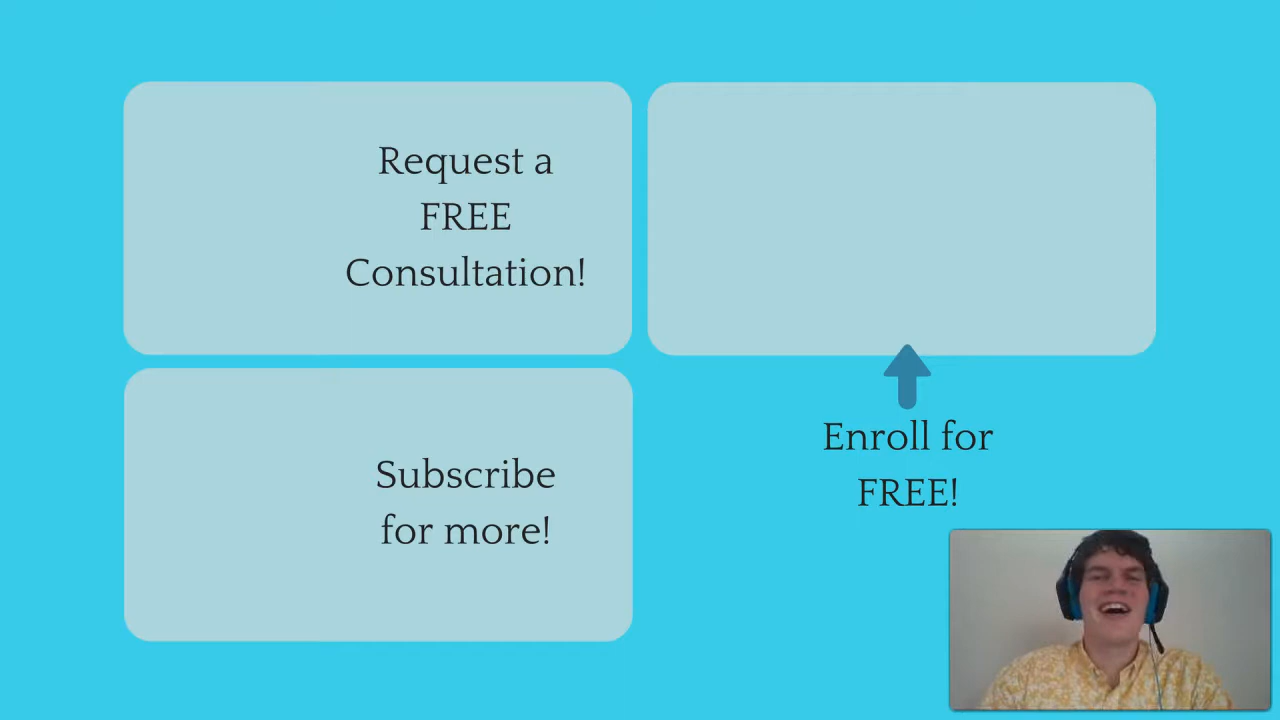 Request a
FREE
Consultation!
Subscribe
for more!
Enroll for
FREE!